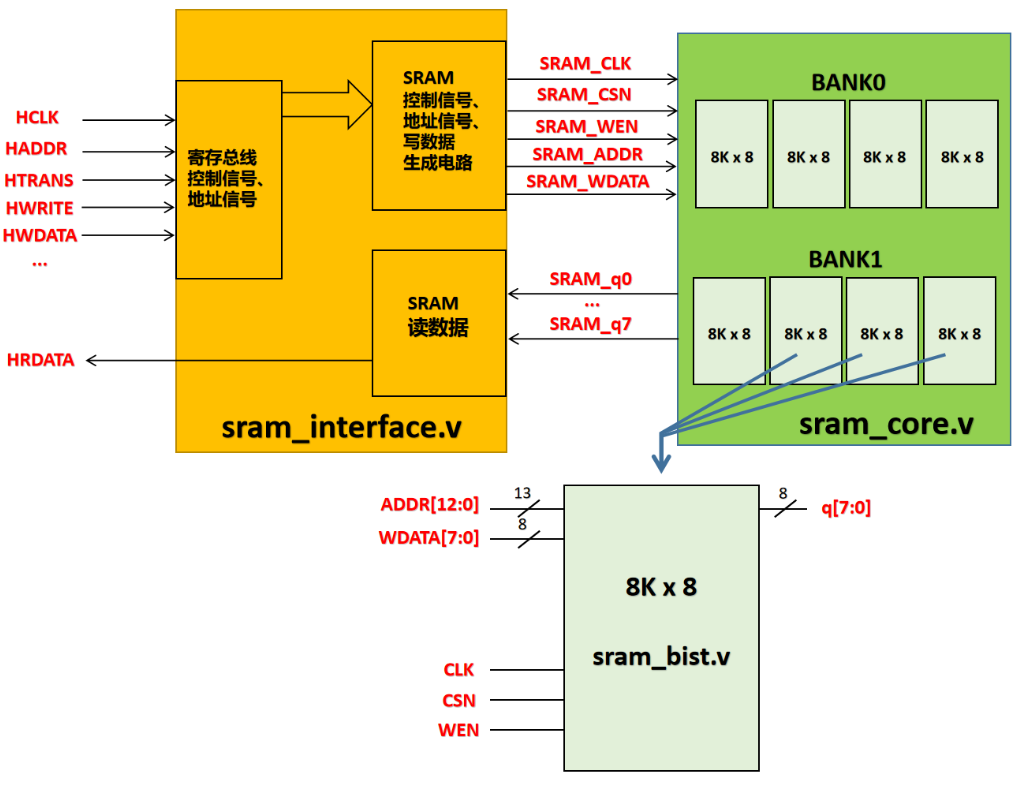 HCLK
HADDR
HTRANS
HWRITE
HWDATA
...
HRDATA
寄存总线
控制信号、
地址信号
SRAM
控制信号、
地址信号、
写数据
生成电路
SRAM
读数据
sram_interface.v
SRAM_CLK
SRAM_CSN
SRAM_WEN
SRAM_ADDR
SRAM_WDATA
SRAM_q0
...
SRAM_q7
BANK0
8K x 8
8K x 8
8K x 8
8K x 8
BANK1
8K x 8
8K x 8
8K x 8
8K x 8
sram_core.v
ADDR[12:0]
13
WDATA[7:0]
8
CLK
CSN
WEN
8K x 8
sram_bist.v
8
q[7:0]